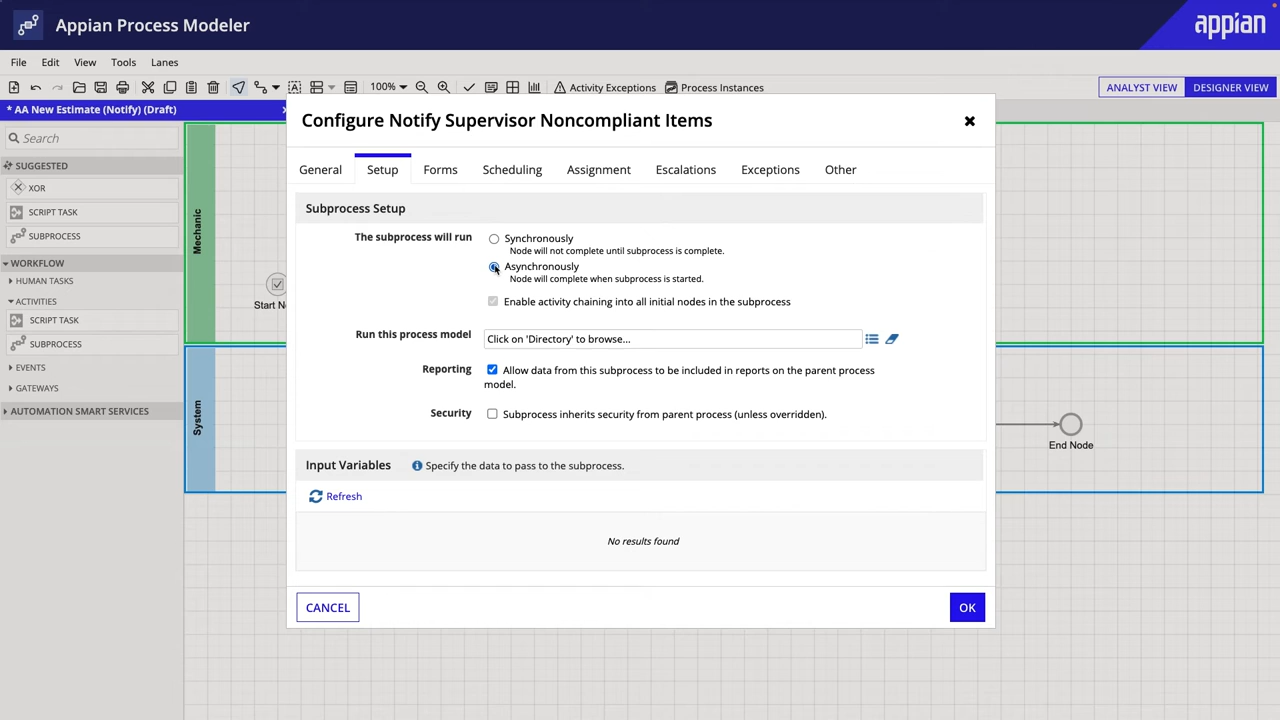 Appian Process Modeler
appian
File Edit View Tools Lanes
100% Activity Exceptions Process Instances ANALYST VIEW DESIGNER VIEW
* AA New Estimate (Notify) (Draft)
Search
SUGGESTED
XOR
SCRIPT TASK
SUBPROCESS
WORKFLOW
HUMAN TASKS
ACTIVITIES
SCRIPT TASK
SUBPROCESS
EVENTS
GATEWAYS
AUTOMATION SMART SERVICES
Mechanic
Start N
System
End Node
Configure Notify Supervisor Noncompliant Items
General Setup Forms Scheduling Assignment Escalations Exceptions Other
Subprocess Setup
The subprocess will run Synchronously
Node will not complete until subprocess is complete.
Asynchronously
Node will complete when subprocess is started.
Enable activity chaining into all initial nodes in the subprocess
Run this process model Click on 'Directory' to browse...
Reporting Allow data from this subprocess to be included in reports on the parent process
model.
Security Subprocess inherits security from parent process (unless overridden).
Input Variables Specify the data to pass to the subprocess.
Refresh
No results found
CANCEL OK